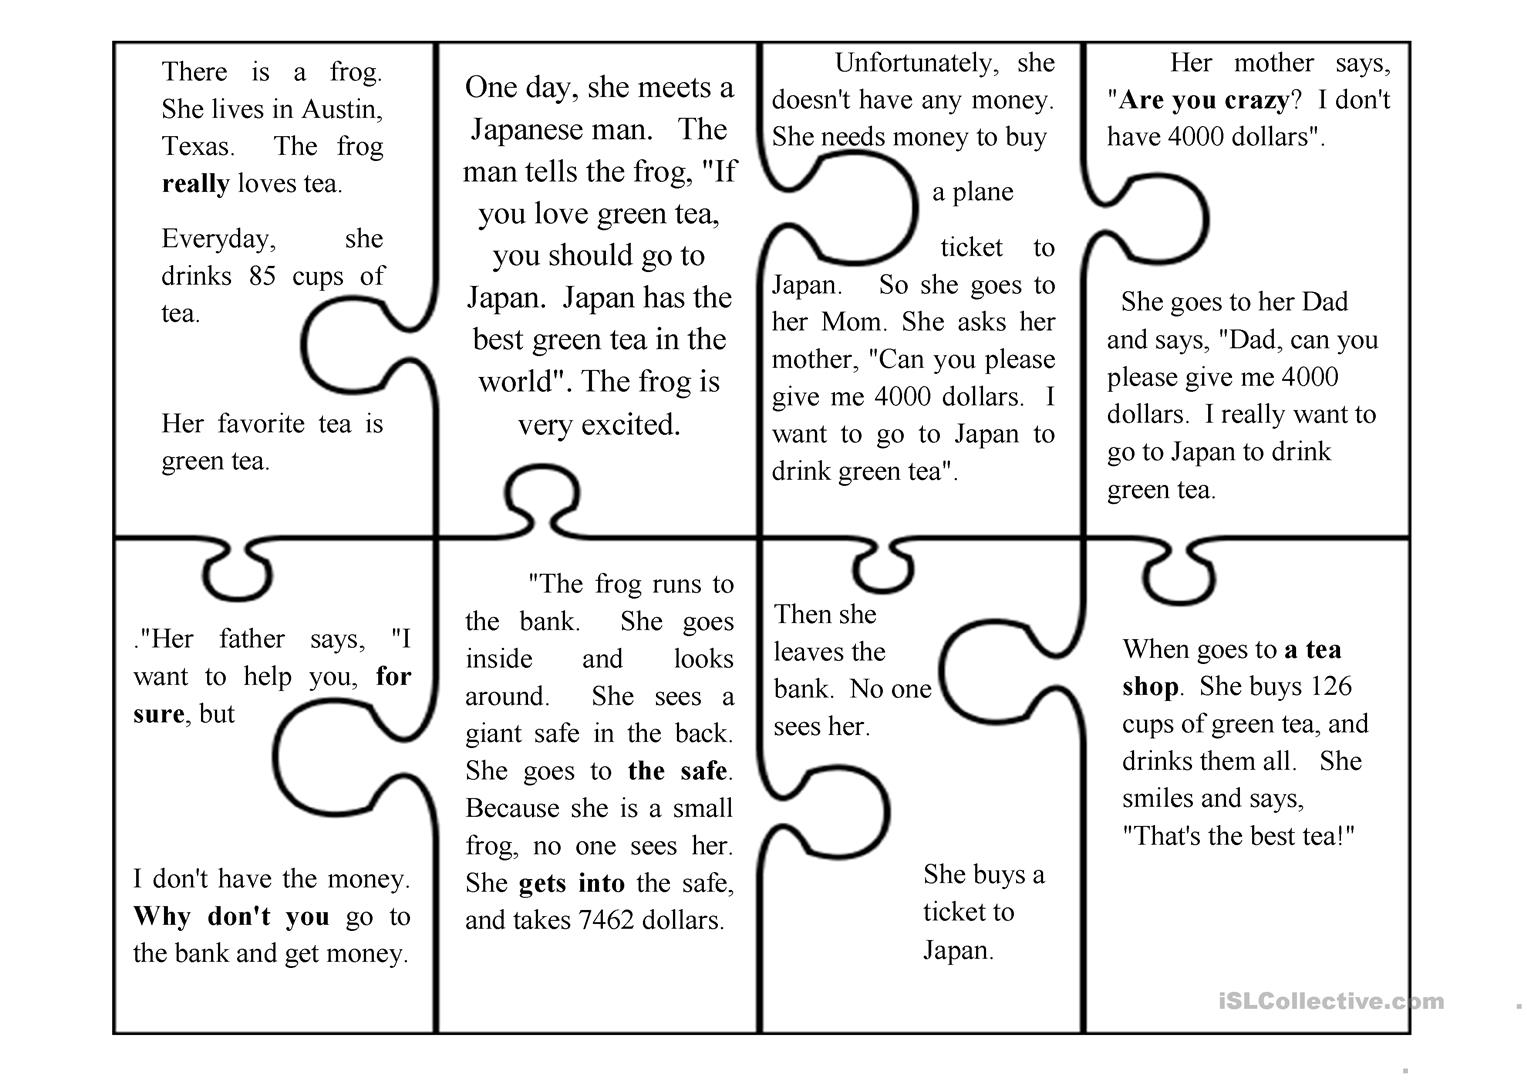 There is a frog.
She lives in Austin,
Texas. The frog
really loves tea.
Everyday, she
drinks 85 cups of
tea.
Her favorite tea is
green tea.
One day, she meets a
Japanese man. The
man tells the frog, "If
you love green tea,
you should go to
Japan. Japan has the
best green tea in the
world". The frog is
very excited.
Unfortunately, she
doesn't have any money.
She needs money to buy
a plane
ticket to
Japan. So she goes to
her Mom. She asks her
mother, "Can you please
give me 4000 dollars. I
want to go to Japan to
drink green tea".
Her mother says,
"Are you crazy? I don't
have 4000 dollars".
She goes to her Dad
and says, "Dad, can you
please give me 4000
dollars. I really want to
go to Japan to drink
green tea.
."Her father says, "I
want to help you, for
sure, but
I don't have the money.
Why don't you go to
the bank and get money.
"The frog runs to
the bank. She goes
inside and looks
around. She sees a
giant safe in the back.
She goes to the safe.
Because she is a small
frog, no one sees her.
She gets into the safe,
and takes 7462 dollars.
Then she
leaves the
bank. No one
sees her.
She buys a
ticket to
Japan.
When goes to a tea
shop. She buys 126
cups of green tea, and
drinks them all. She
smiles and says,
"That's the best tea!"
iSLCollective.com